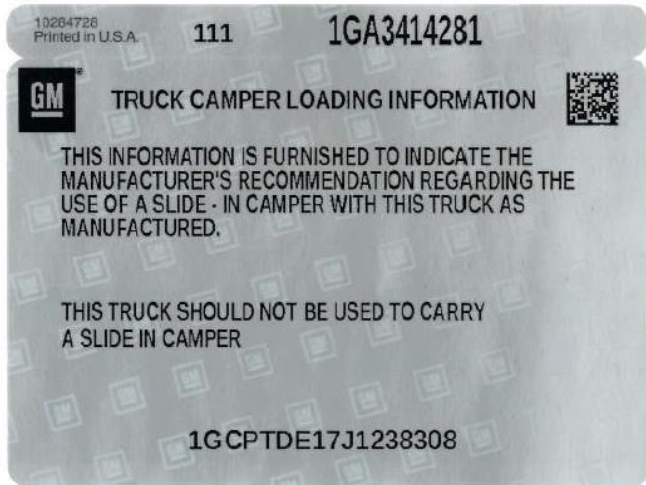 10284728
Printed in U.S.A.
111
1GA3414281
GM
TRUCK CAMPER LOADING INFORMATION
THIS INFORMATION IS FURNISHED TO INDICATE THE
MANUFACTURER'S RECOMMENDATION REGARDING THE
USE OF A SLIDE - IN CAMPER WITH THIS TRUCK AS
MANUFACTURED.
THIS TRUCK SHOULD NOT BE USED TO CARRY
A SLIDE IN CAMPER
1GCPTDE17J1238308